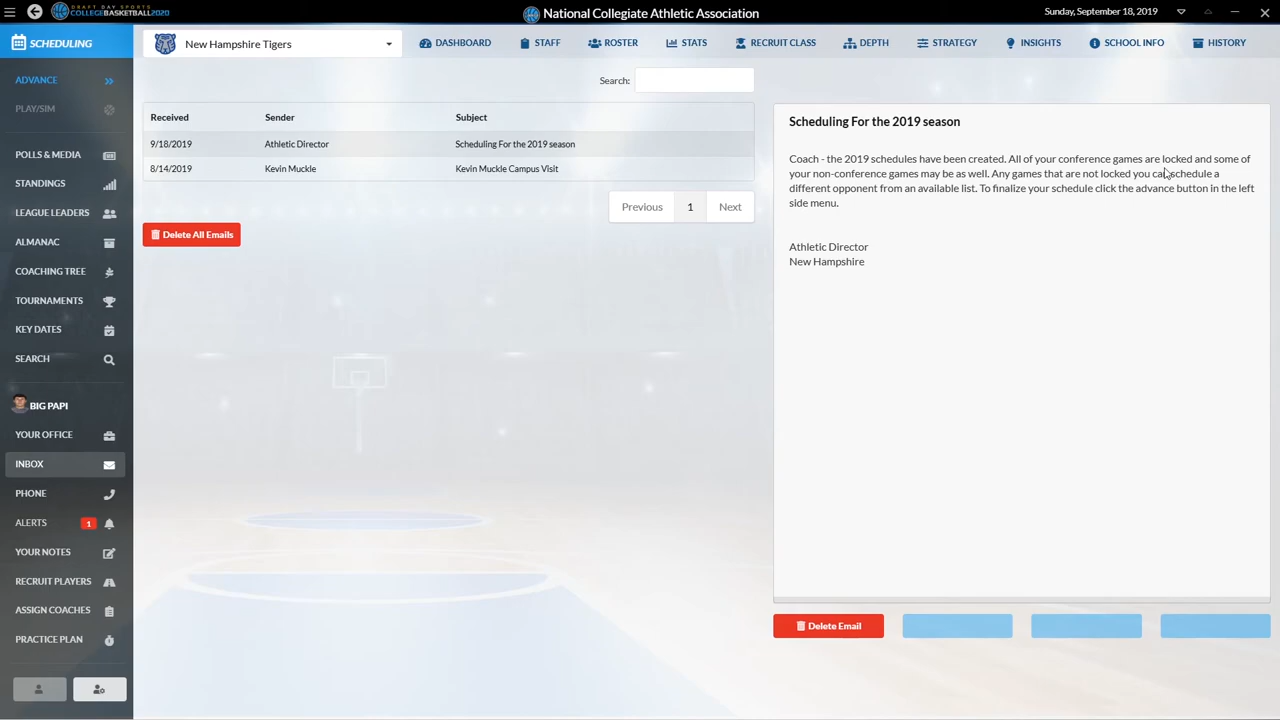 DRAFT DAY SPORTS
COLLEGE BASKETBALL 2020
National Collegiate Athletic Association
Sunday, September 18, 2019
SCHEDULING
New Hampshire Tigers
DASHBOARD
STAFF
ROSTER
STATS
RECRUIT CLASS
DEPTH
STRATEGY
INSIGHTS
SCHOOL INFO
HISTORY
ADVANCE
PLAY/SIM
POLLS & MEDIA
STANDINGS
LEAGUE LEADERS
ALMANAC
COACHING TREE
TOURNAMENTS
KEY DATES
SEARCH
BIG PAPI
YOUR OFFICE
INBOX
PHONE
ALERTS 1
YOUR NOTES
RECRUIT PLAYERS
ASSIGN COACHES
PRACTICE PLAN
Search:
Received Sender Subject
9/18/2019 Athletic Director Scheduling For the 2019 season
8/14/2019 Kevin Muckle Kevin Muckle Campus Visit
Previous 1 Next
Delete All Emails
Scheduling For the 2019 season
Coach - the 2019 schedules have been created. All of your conference games are locked and some of
your non-conference games may be as well. Any games that are not locked you can schedule a
different opponent from an available list. To finalize your schedule click the advance button in the left
side menu.
Athletic Director
New Hampshire
Delete Email